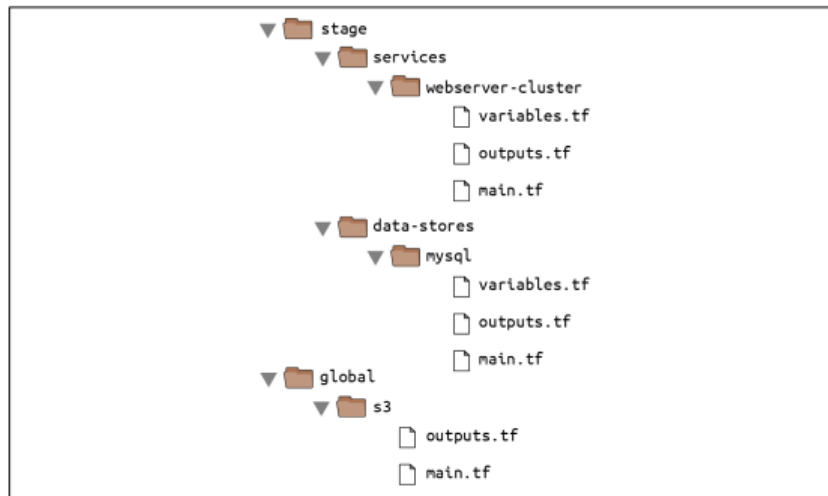 stage
services
webserver-cluster
variables.tf
outputs.tf
main.tf
data-stores
mysql
variables.tf
outputs.tf
main.tf
global
s3
outputs.tf
main.tf